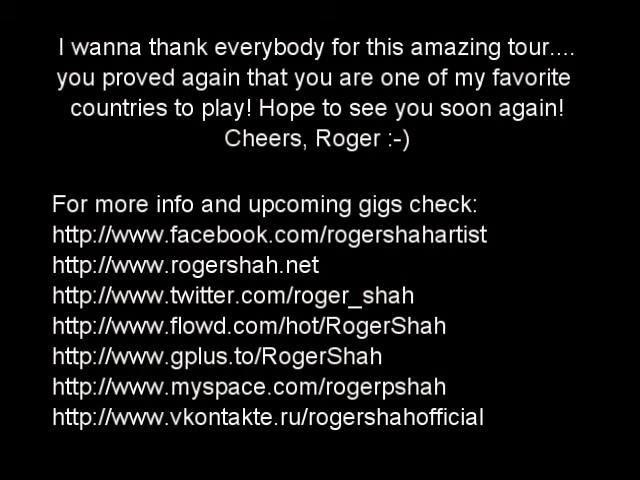 I wanna thank everybody for this amazing tour....
you proved again that you are one of my favorite
countries to play! Hope to see you soon again!
Cheers, Roger :-)
For more info and upcoming gigs check:
http://www.facebook.com/rogershahartist
http://www.rogershah.net
http://www.twitter.com/roger_shah
http://www.flowd.com/hot/RogerShah
http://www.gplus.to/RogerShah
http://www.myspace.com/rogerpshah
http://www.vkontakte.ru/rogershahofficial